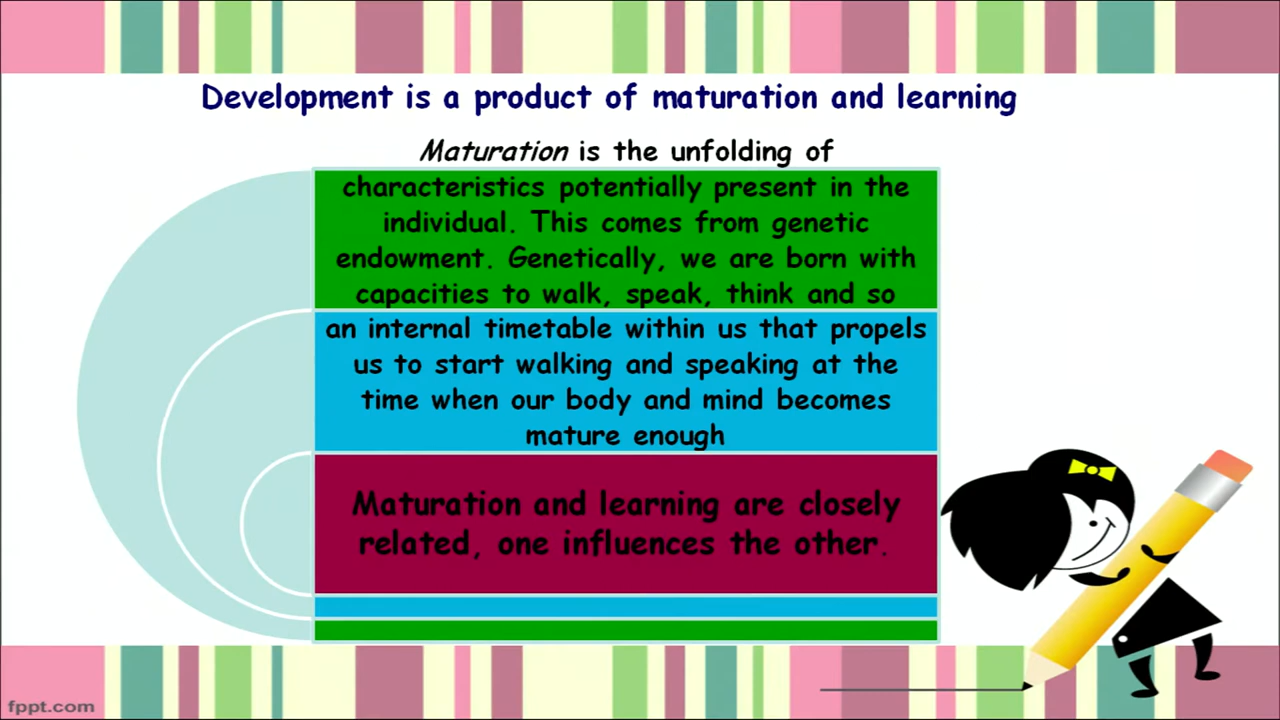 Development is a product of maturation and learning
Maturation is the unfolding of
characteristics potentially present in the
individual. This comes from genetic
endowment. Genetically, we are born with
capacities to walk, speak, think and so
an internal timetable within us that propels
us to start walking and speaking at the
time when our body and mind becomes
mature enough
Maturation and learning are closely
related, one influences the other.
fppt.com